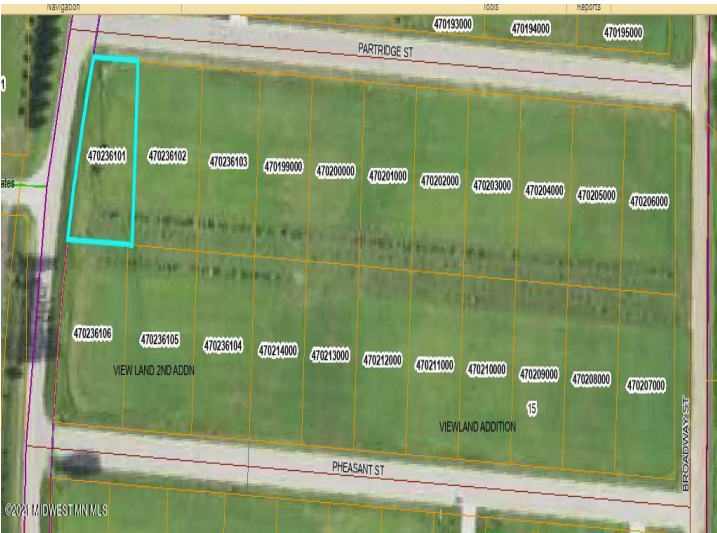 Navigation
Tools
Reports
470193000
470194000
470195000
PARTRIDGE ST
1
470236101
470236102
470236103
470199000
470200000
470201000
470202000
470203000
470204000
470205000
470206000
ates
470236106
470236105
470236104
470214000
470213000
470212000
470211000
470210000
470209000
470208000
470207000
VIEW LAND 2ND ADDN
15
VIEWLAND ADDITION
BROADWAY ST
PHEASANT ST
©2021 MIDWEST MN MLS